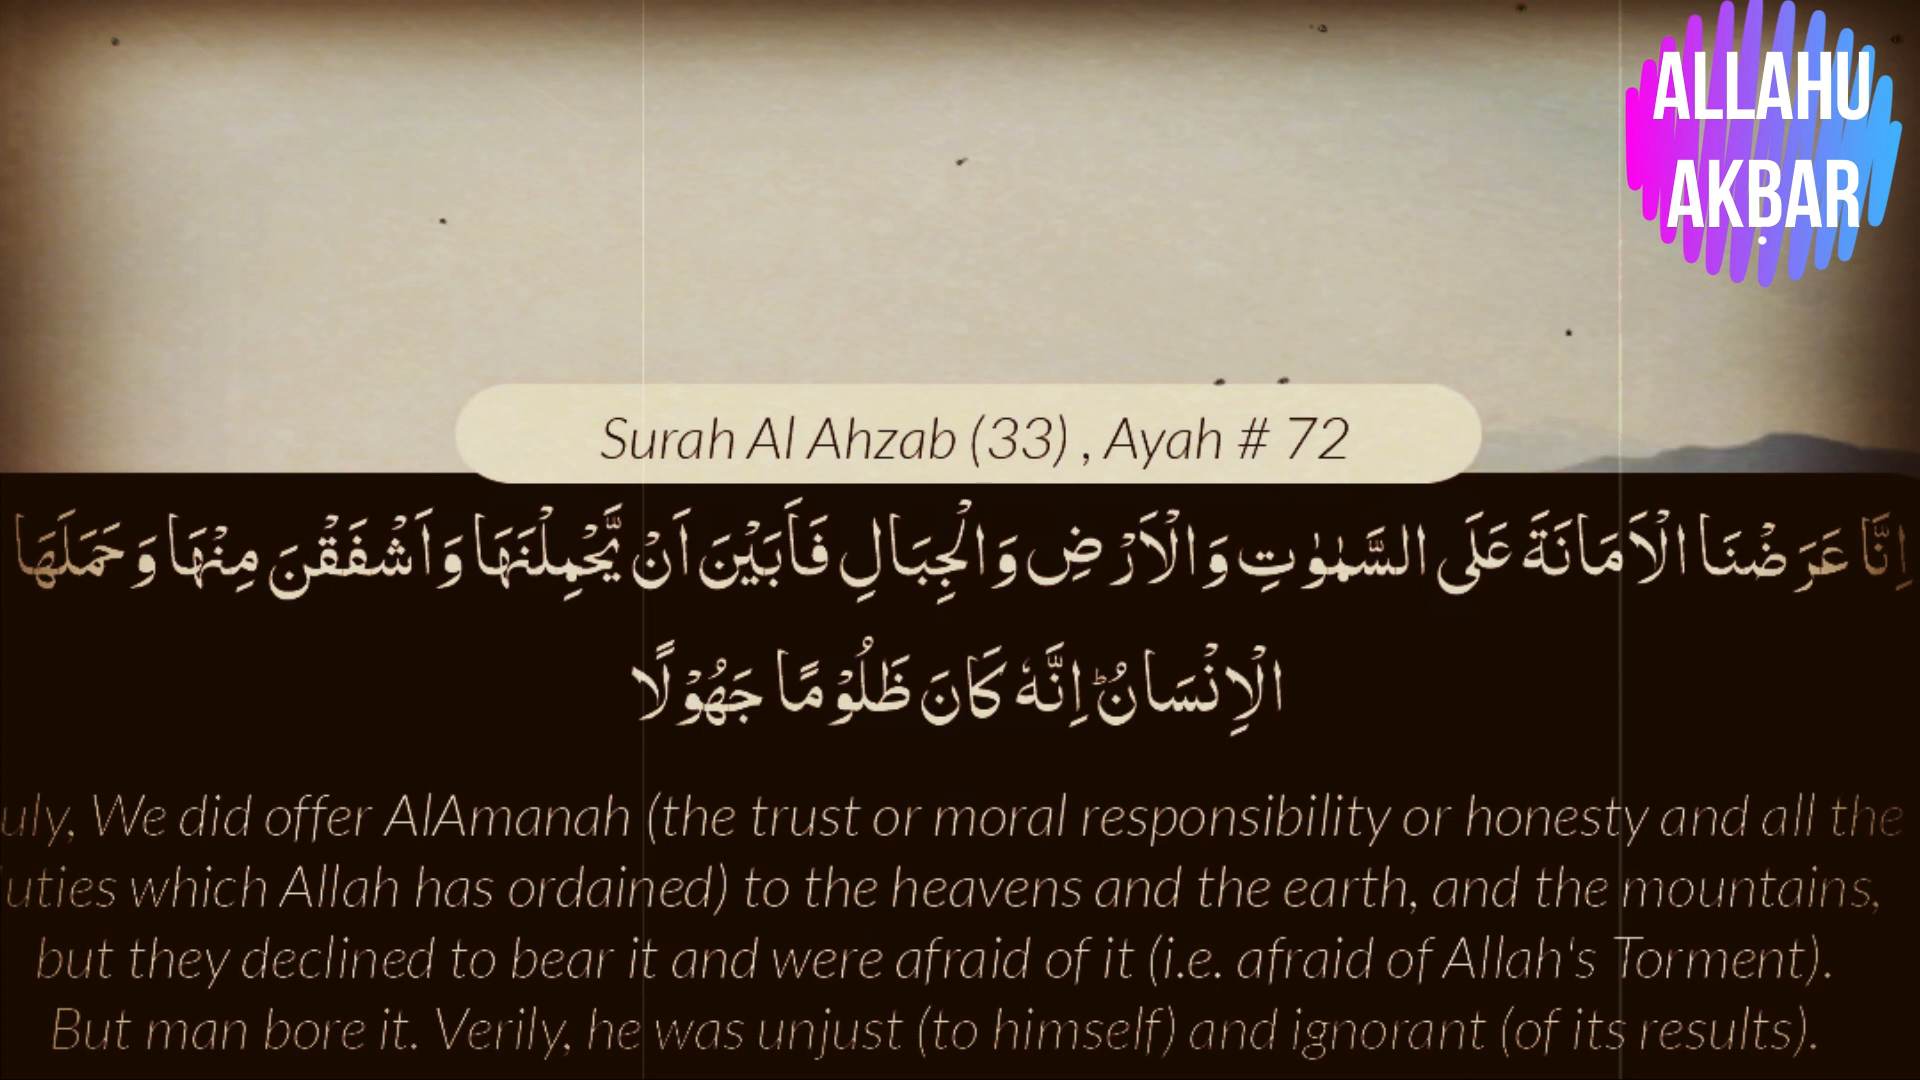 ALLAHU
AKBAR
Surah Al Ahzab (33) , Ayah # 72
اِنَّا عَرَضْنَا الْاَمَانَةَ عَلَى السَّمٰوٰتِ وَالْاَرْضِ وَالْجِبَالِ فَاَبَيْنَ اَنْ يَّحْمِلْنَهَا وَاَشْفَقْنَ مِنْهَا وَ حَمَلَهَا
الْاِنْسَانُ ؕ اِنَّهٗ كَانَ ظَلُوْمًا جَهُوْلًا
uly, We did offer AlAmanah (the trust or moral responsibility or honesty and all the
uties which Allah has ordained) to the heavens and the earth, and the mountains,
but they declined to bear it and were afraid of it (i.e. afraid of Allah's Torment).
But man bore it. Verily, he was unjust (to himself) and ignorant (of its results).